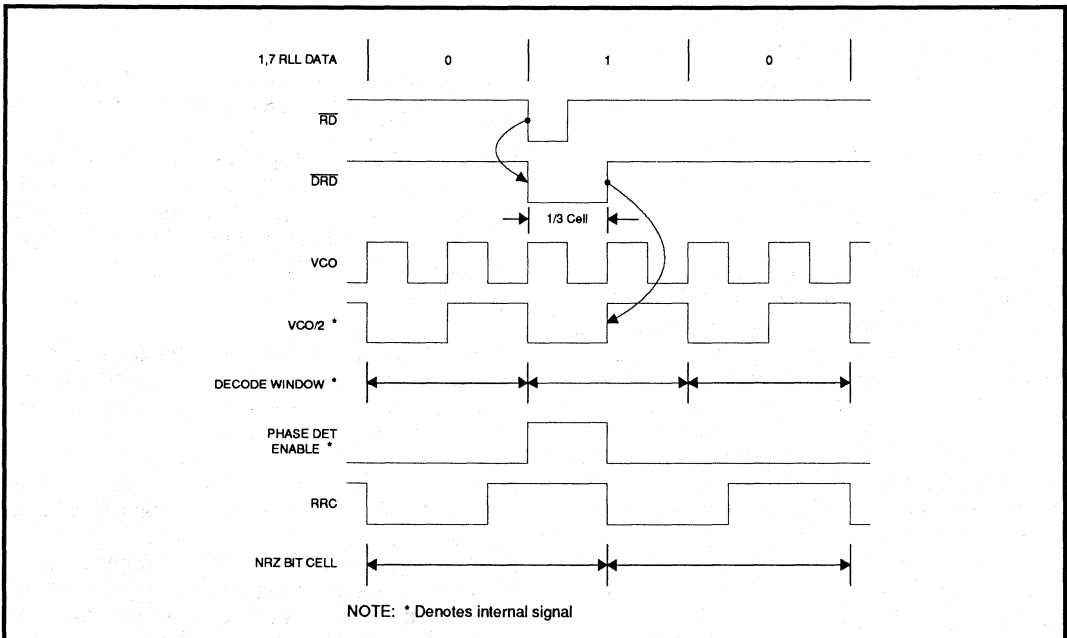 1,7 RLL DATA 0 1 0
RD
DRD
1/3 Cell
VCO
VCO/2 *
DECODE WINDOW *
PHASE DET
ENABLE *
RRC
NRZ BIT CELL
NOTE: * Denotes internal signal